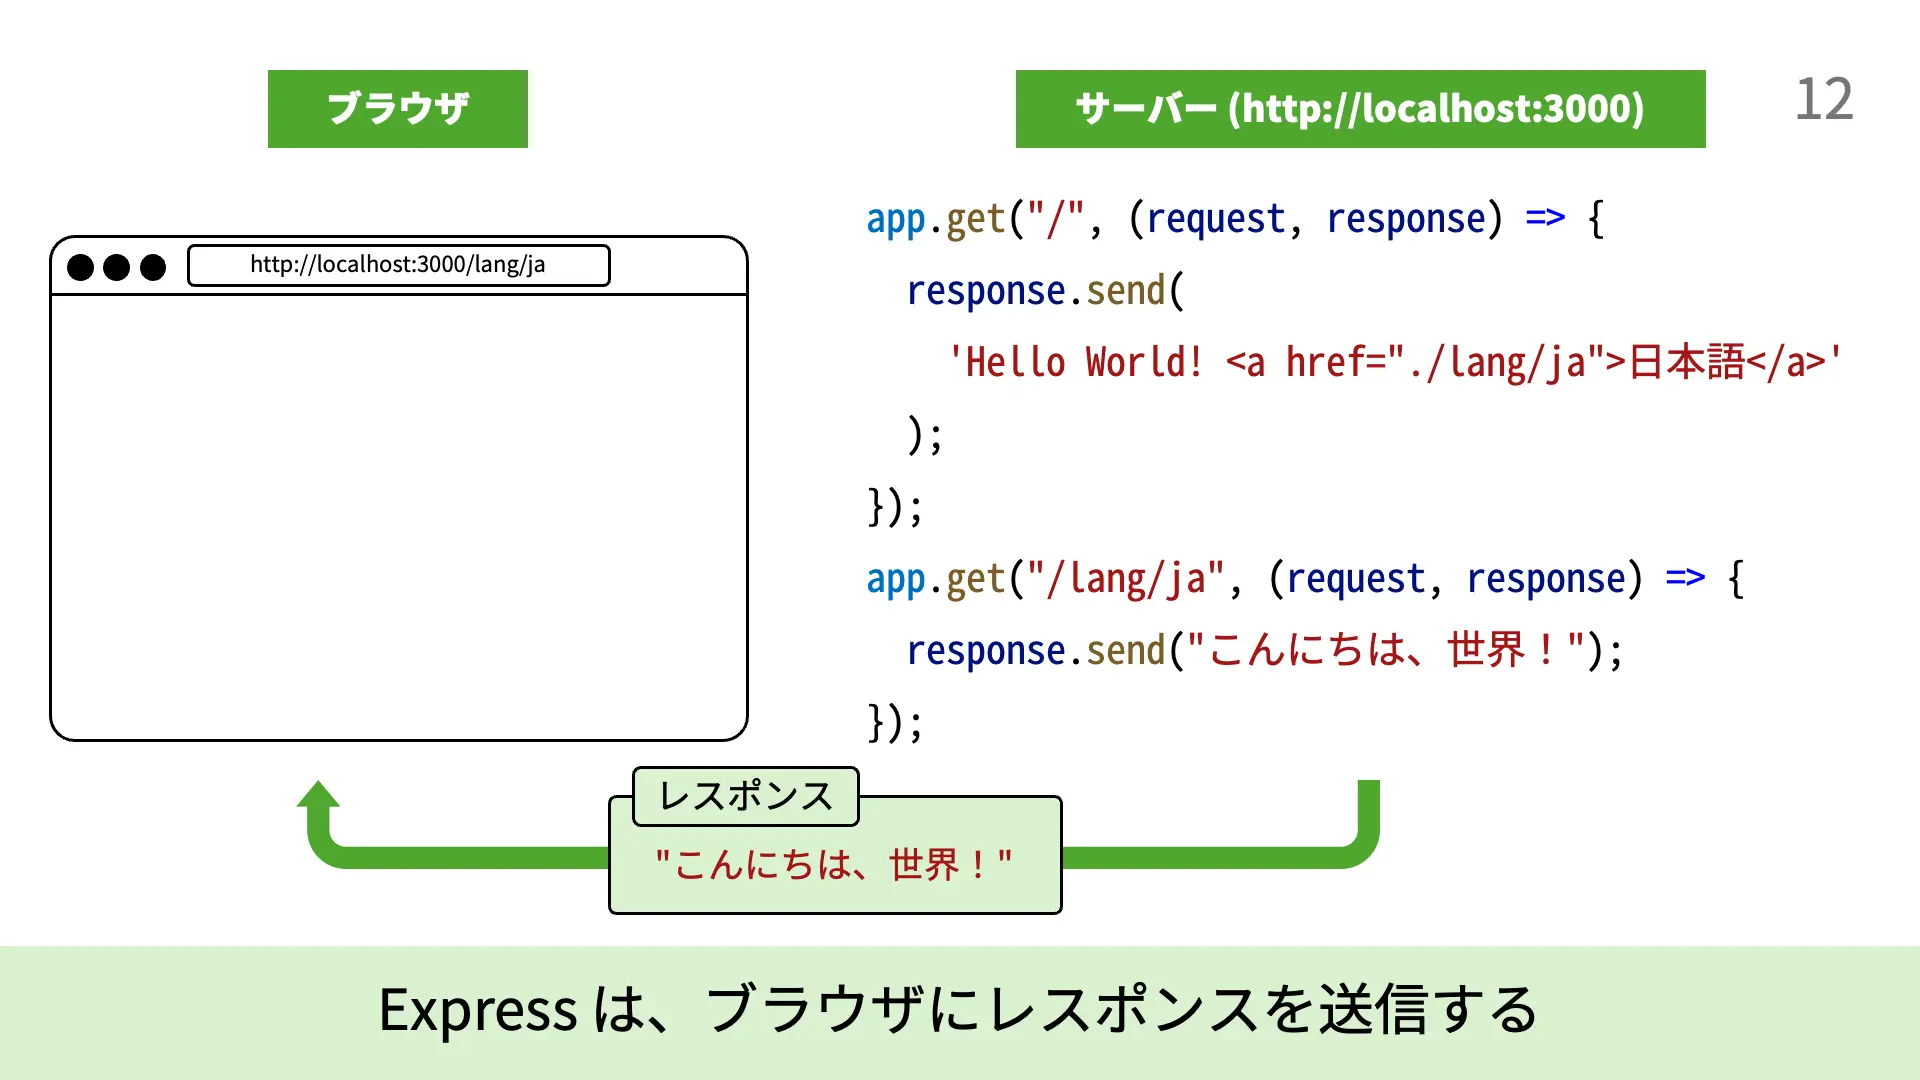 ブラウザ
サーバー (http://localhost:3000)
12
http://localhost:3000/lang/ja
app.get("/", (request, response) => {
  response.send(
    'Hello World! <a href="./lang/ja">日本語</a>'
  );
});
app.get("/lang/ja", (request, response) => {
  response.send("こんにちは、世界！");
});
レスポンス
"こんにちは、世界！"
Express は、ブラウザにレスポンスを送信する